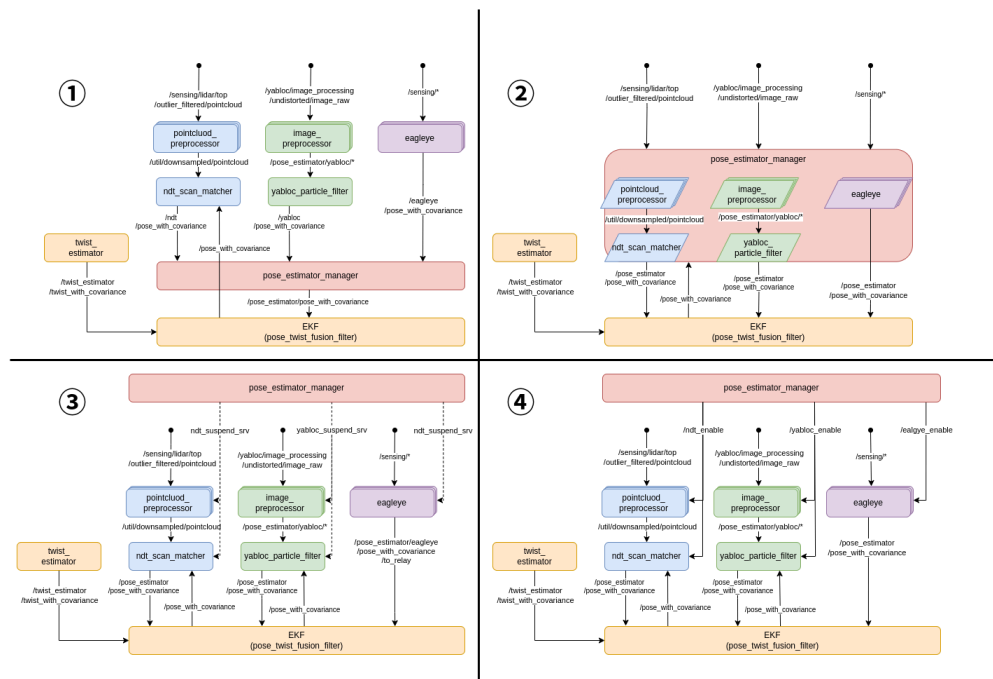 ①
/sensing/lidar/top
/outlier_filtered/pointcloud
/yabloc/image_processing
/undistorted/image_raw
/sensing/*
pointcluod_
preprocessor
image_
preprocessor
eagleye
/util/downsampled/pointcloud
/pose_estimator/yabloc/*
ndt_scan_matcher
yabloc_particle_filter
/eagleye
/pose_with_covariance
/ndt
/pose_with_covariance
/yabloc
/pose_with_covariance
twist_
estimator
/pose_with_covariance
pose_estimator_manager
/twist_estimator
/twist_with_covariance
/pose_estimator/pose_with_covariance
EKF
(pose_twist_fusion_filter)
②
/sensing/lidar/top
/outlier_filtered/pointcloud
/yabloc/image_processing
/undistorted/image_raw
/sensing/*
pose_estimator_manager
pointcloud_
preprocessor
image_
preprocessor
eagleye
/util/downsampled/pointcloud
/pose_estimator/yabloc/*
ndt_scan_matcher
yabloc_
particle_filter
twist_
estimator
/pose_estimator
/pose_with_covariance
/pose_with_covariance
/pose_estimator
/pose_with_covariance
/pose_estimator
/pose_with_covariance
/twist_estimator
/twist_with_covariance
EKF
(pose_twist_fusion_filter)
③
pose_estimator_manager
ndt_suspend_srv
yabloc_suspend_srv
ndt_suspend_srv
/sensing/lidar/top
/outlier_filtered/pointcloud
/yabloc/image_processing
/undistorted/image_raw
/sensing/*
pointcluod_
preprocessor
image_
preprocessor
eagleye
/util/downsampled/pointcloud
/pose_estimator/yabloc/*
twist_
estimator
ndt_scan_matcher
yabloc_particle_filter
/pose_estimator/eagleye
/pose_with_covariance
/to_relay
/twist_estimator
/twist_with_covariance
/pose_estimator
/pose_with_covariance
/pose_with_covariance
/pose_estimator
/pose_with_covariance
/pose_with_covariance
EKF
(pose_twist_fusion_filter)
④
pose_estimator_manager
/ndt_enable
/yabloc_enable
/ealgye_enable
/sensing/lidar/top
/outlier_filtered/pointcloud
/yabloc/image_processing
/undistorted/image_raw
/sensing/*
pointcluod_
preprocessor
image_
preprocessor
eagleye
/util/downsampled/pointcloud
/pose_estimator/yabloc/*
twist_
estimator
ndt_scan_matcher
yabloc_particle_filter
/pose_estimator
/pose_with_covariance
/twist_estimator
/twist_with_covariance
/pose_estimator
/pose_with_covariance
/pose_with_covariance
/pose_estimator
/pose_with_covariance
/pose_with_covariance
EKF
(pose_twist_fusion_filter)